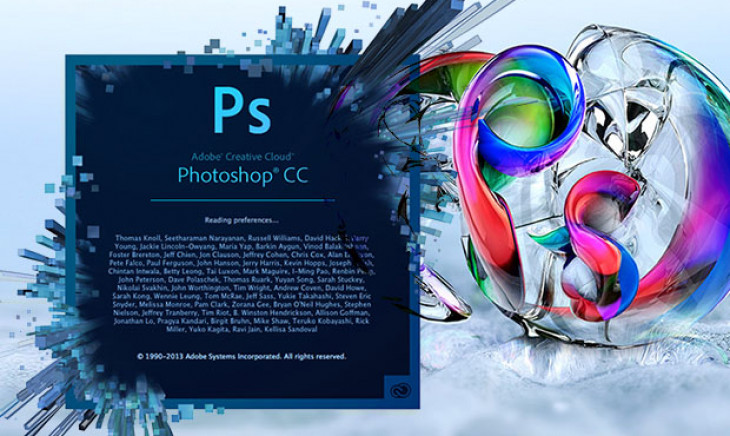 Ps
Adobe® Creative Cloud™
Photoshop® CC
Reading preferences...
Thomas Knoll, Seetharaman Narayanan, Russell Williams, David Hackel,
Young, Jackie Lincoln-Owyang, Maria Yap, Barkin Aygun, Vinod Balakrishnan,
Foster Brereton, Jeff Chien, Jon Clauson, Jeffrey Cohen, Chris Cox, Alan
Pete Falco, Paul Ferguson, John Hanson, Jerry Harris, Kevin Hopps, Joseph
Chintan Intwala, Betty Leong, Tai Luxon, Mark Maguire, I-Ming Pao, Renbin
John Peterson, Dave Polaschek, Thomas Ruark, Yuyan Song, Sarah Stuckey,
Nikolai Svakhin, John Worthington, Tim Wright, Andrew Coven, David Howe,
Sarah Kong, Wennie Leung, Tom McRae, Jeff Sass, Yukie Takahashi, Steven Eric
Snyder, Melissa Monroe, Pam Clark, Zorana Gee, Bryan O'Neil Hughes, Stephen
Nielson, Jeffrey Tranberry, Tim Riot, B. Winston Hendrickson, Allison Goffman,
Jonathan Lo, Pragya Kandari, Birgit Bruhn, Mike Shaw, Teruko Kobayashi, Rick
Miller, Yuko Kagita, Ravi Jain, Kellisa Sandoval
© 1990-2013 Adobe Systems Incorporated. All rights reserved.
Ps